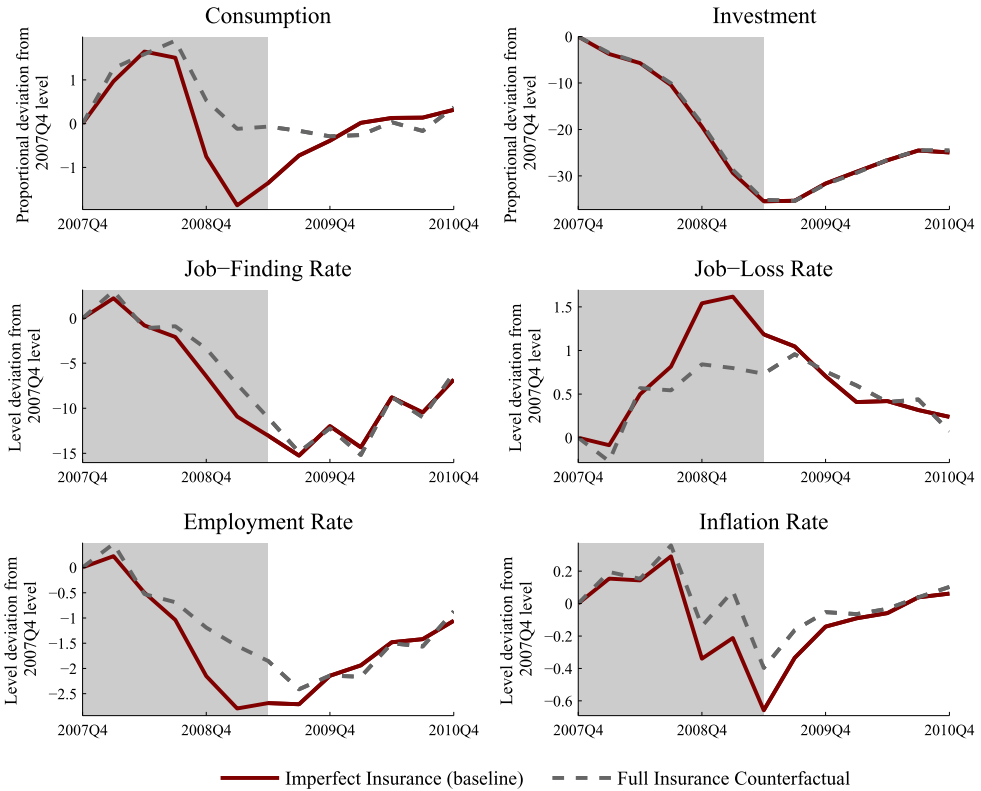 Consumption
Proportional deviation from
2007Q4 level
1
0
−1
2007Q4 2008Q4 2009Q4 2010Q4
Investment
Proportional deviation from
2007Q4 level
0
−10
−20
−30
2007Q4 2008Q4 2009Q4 2010Q4
Job−Finding Rate
Level deviation from
2007Q4 level
0
−5
−10
−15
2007Q4 2008Q4 2009Q4 2010Q4
Job−Loss Rate
Level deviation from
2007Q4 level
1.5
1
0.5
0
2007Q4 2008Q4 2009Q4 2010Q4
Employment Rate
Level deviation from
2007Q4 level
0
−0.5
−1
−1.5
−2
−2.5
2007Q4 2008Q4 2009Q4 2010Q4
Inflation Rate
Level deviation from
2007Q4 level
0.2
0
−0.2
−0.4
−0.6
2007Q4 2008Q4 2009Q4 2010Q4
Imperfect Insurance (baseline) Full Insurance Counterfactual